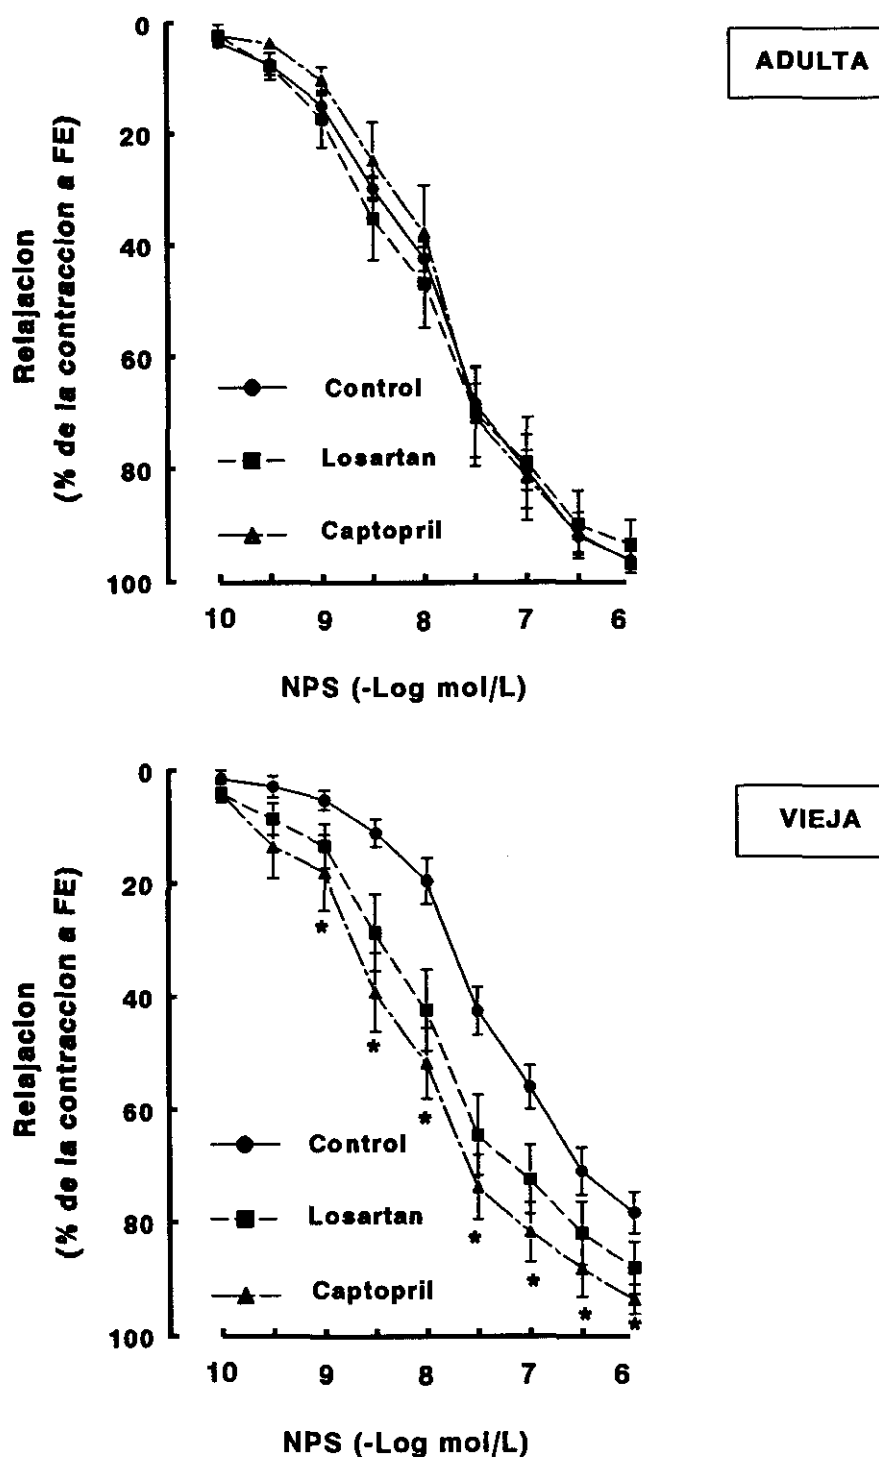 ADULTA
0
20
40
60
80
100
Relajacion
(% de la contraccion a FE)
Control
Losartan
Captopril
10 9 8 7 6
NPS (-Log mol/L)
VIEJA
0
20
40
60
80
100
Relajacion
(% de la contraccion a FE)
Control
Losartan
Captopril
* * * * * * *
10 9 8 7 6
NPS (-Log mol/L)